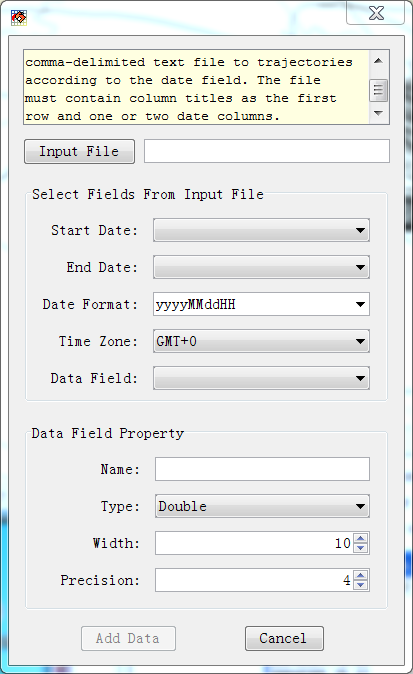 comma-delimited text file to trajectories
according to the date field. The file
must contain column titles as the first
row and one or two date columns.
Input File
Select Fields From Input File
Start Date:
End Date:
Date Format: yyyyMMddHH
Time Zone: GMT+0
Data Field:
Data Field Property
Name:
Type: Double
Width: 10
Precision: 4
Add Data Cancel